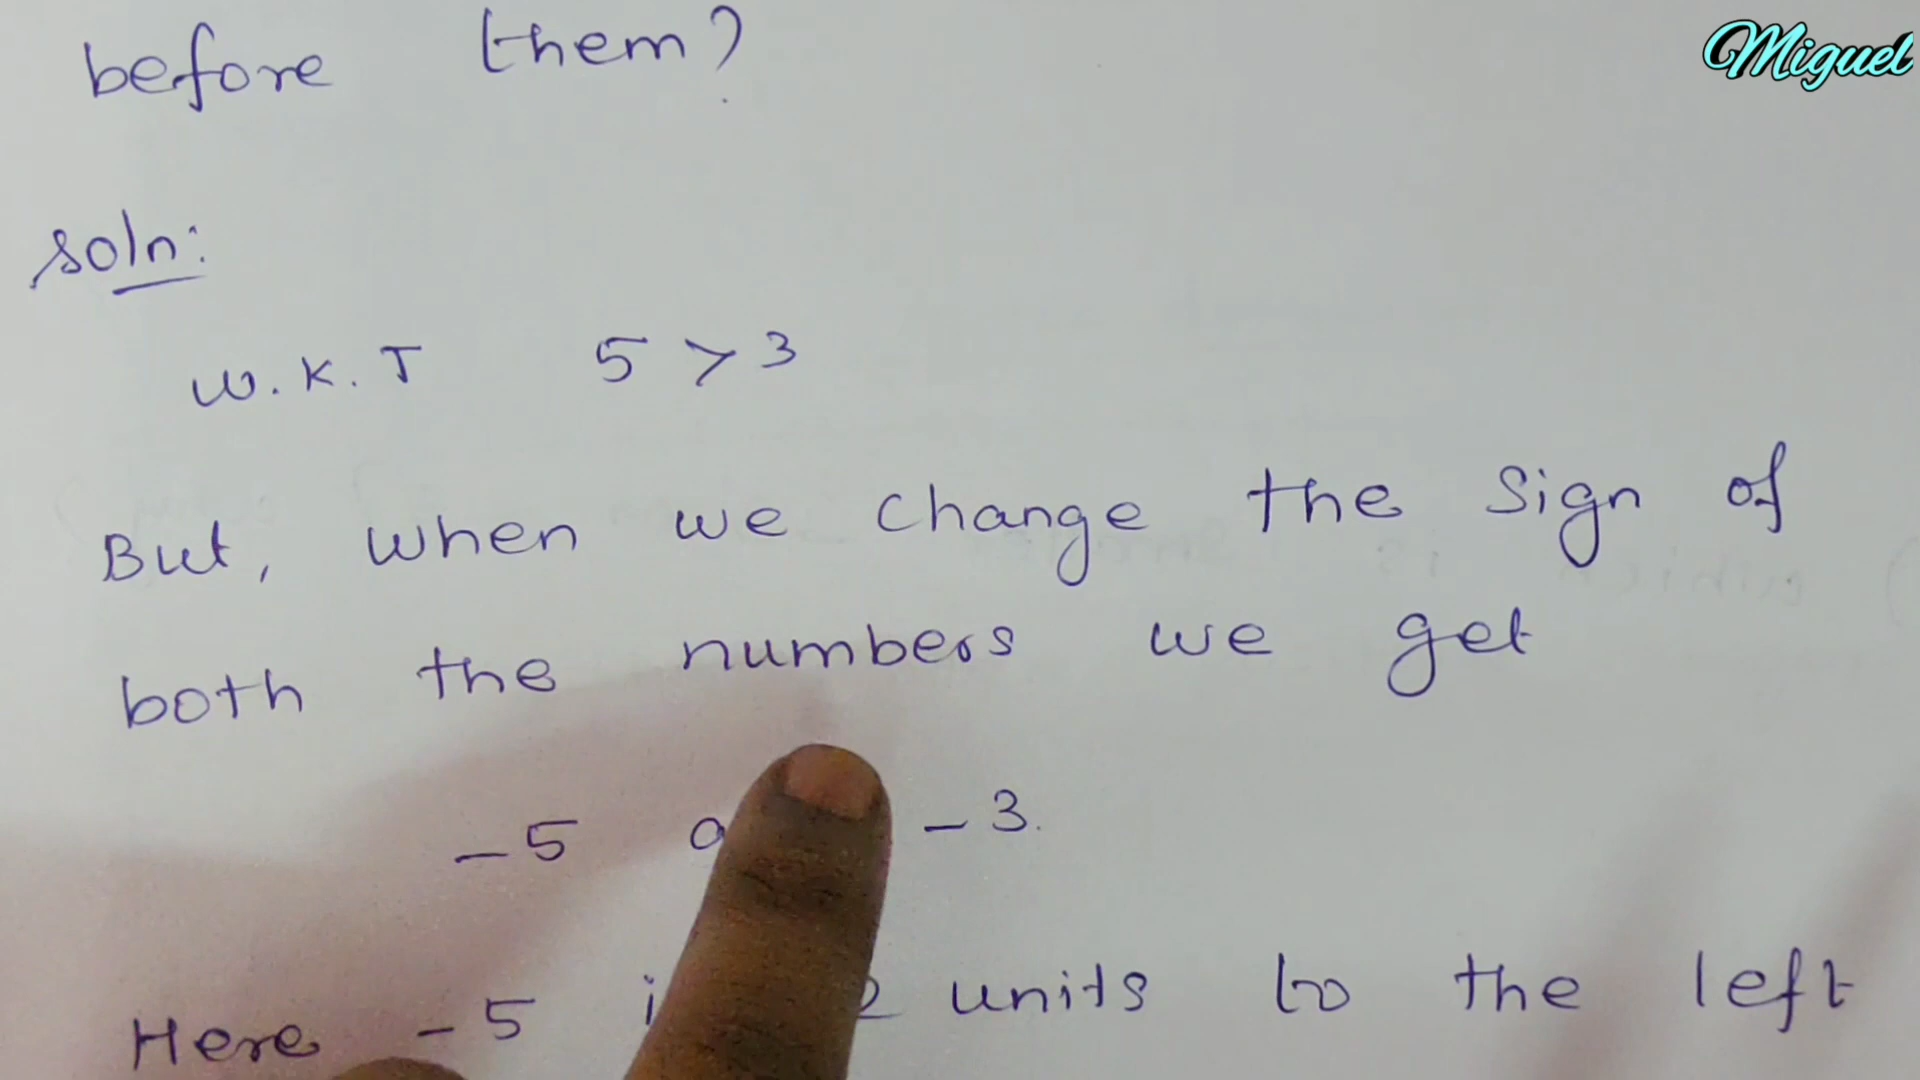 before them?
Miguel
soln:
W.K.T 5 > 3
But, when we change the sign of
both the numbers we get
-5 -3.
Here -5 2 units to the left